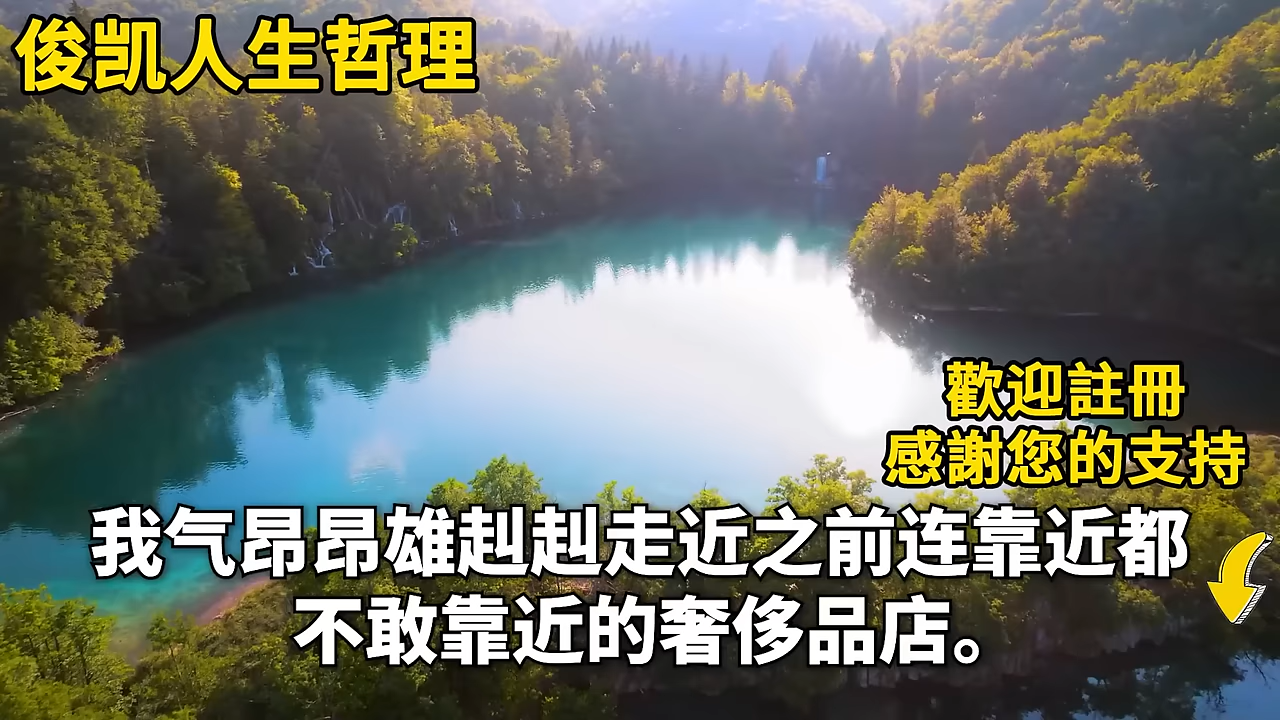 俊凯人生哲理
歡迎註冊
感謝您的支持
我气昂昂雄赳赳走近之前连靠近都
不敢靠近的奢侈品店。